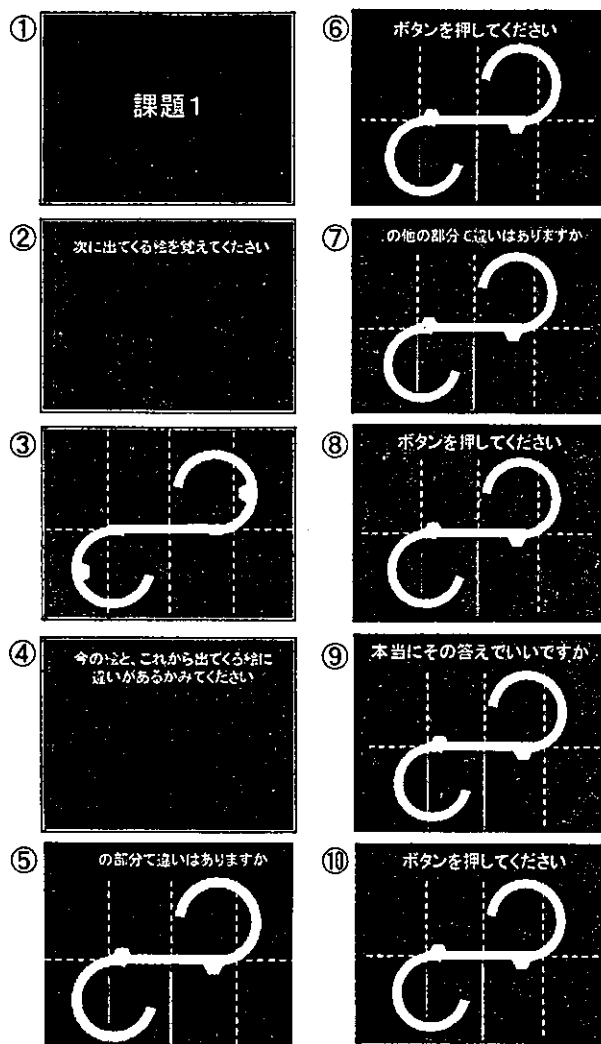 ①
課題1
②
次に出てくる絵を覚えてください
③
④
今の絵と、これから出てくる絵に
違いがあるかみてください
⑤
の部分で違いはありますか
⑥
ボタンを押してください
⑦
の他の部分で違いはありますか
⑧
ボタンを押してください
⑨
本当にその答えでいいですか
⑩
ボタンを押してください